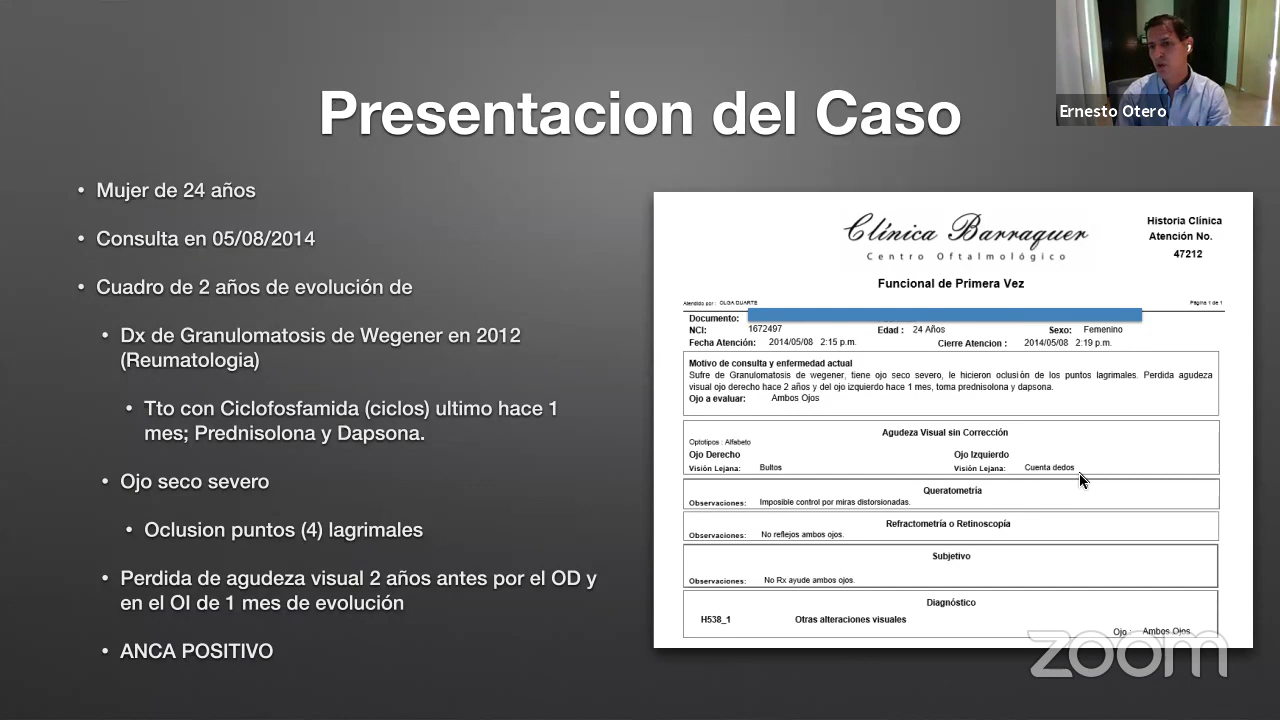 Presentacion del Caso
Ernesto Otero
• Mujer de 24 años
• Consulta en 05/08/2014
• Cuadro de 2 años de evolución de
• Dx de Granulomatosis de Wegener en 2012
(Reumatologia)
• Tto con Ciclofosfamida (ciclos) ultimo hace 1
mes; Prednisolona y Dapsona.
• Ojo seco severo
• Oclusion puntos (4) lagrimales
• Perdida de agudeza visual 2 años antes por el OD y
en el OI de 1 mes de evolución
• ANCA POSITIVO
Clínica Barraquer
Centro Oftalmológico
Historia Clínica
Atención No.
47212
Funcional de Primera Vez
Atendido por : OLGA DUARTE
Página 1 de 1
Documento:
NCI: 1672497 Edad : 24 Años Sexo: Femenino
Fecha Atención: 2014/05/08 2:15 p.m. Cierre Atencion : 2014/05/08 2:19 p.m.
Motivo de consulta y enfermedad actual
Sufre de Granulomatosis de wegener, tiene ojo seco severo, le hicieron oclusión de los puntos lagrimales. Perdida agudeza
visual ojo derecho hace 2 años y del ojo izquierdo hace 1 mes, toma prednisolona y dapsona.
Ojo a evaluar: Ambos Ojos
Agudeza Visual sin Corrección
Optotipos : Alfabeto
Ojo Derecho Ojo Izquierdo
Visión Lejana: Bultos Visión Lejana: Cuenta dedos
Queratometría
Observaciones: Imposible control por miras distorsionadas.
Refractometría o Retinoscopía
Observaciones: No reflejos ambos ojos.
Subjetivo
Observaciones: No Rx ayude ambos ojos.
Diagnóstico
H538_1 Otras alteraciones visuales
Ojo : Ambos Ojos
zoom